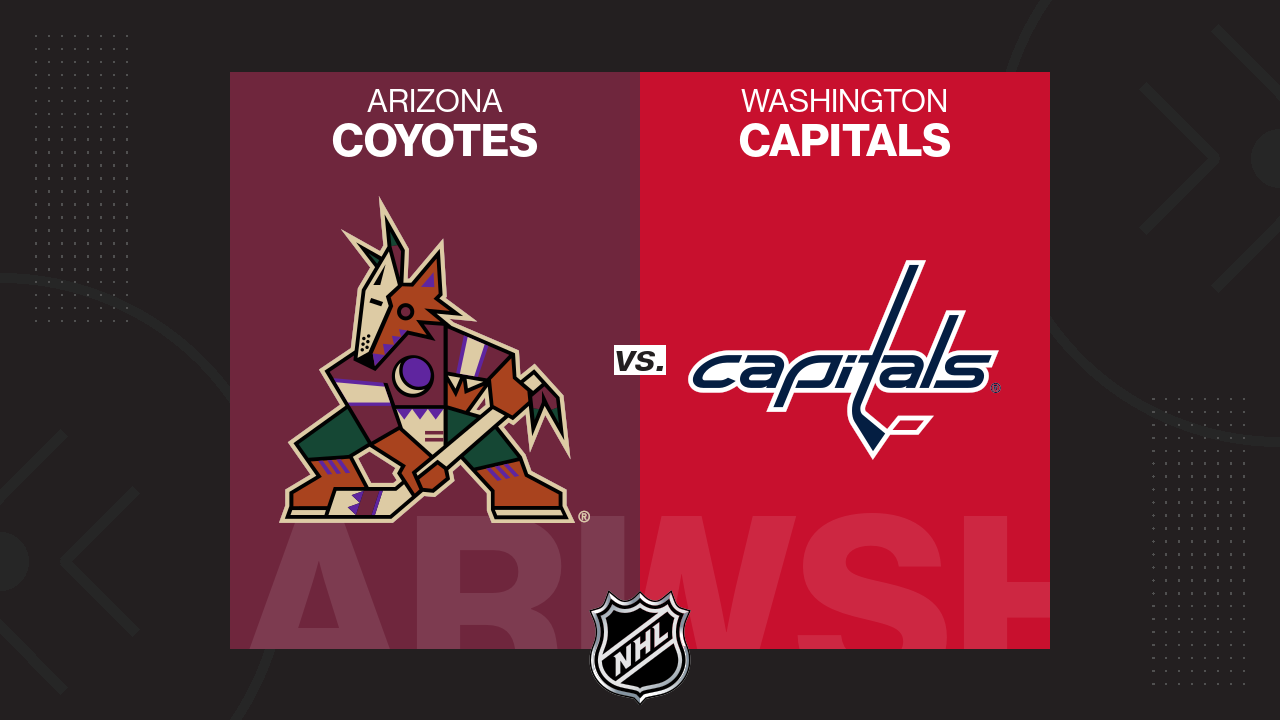 ARIZONA
COYOTES
WASHINGTON
CAPITALS
vs.
capitals
®
®
ARI
WSH
NHL